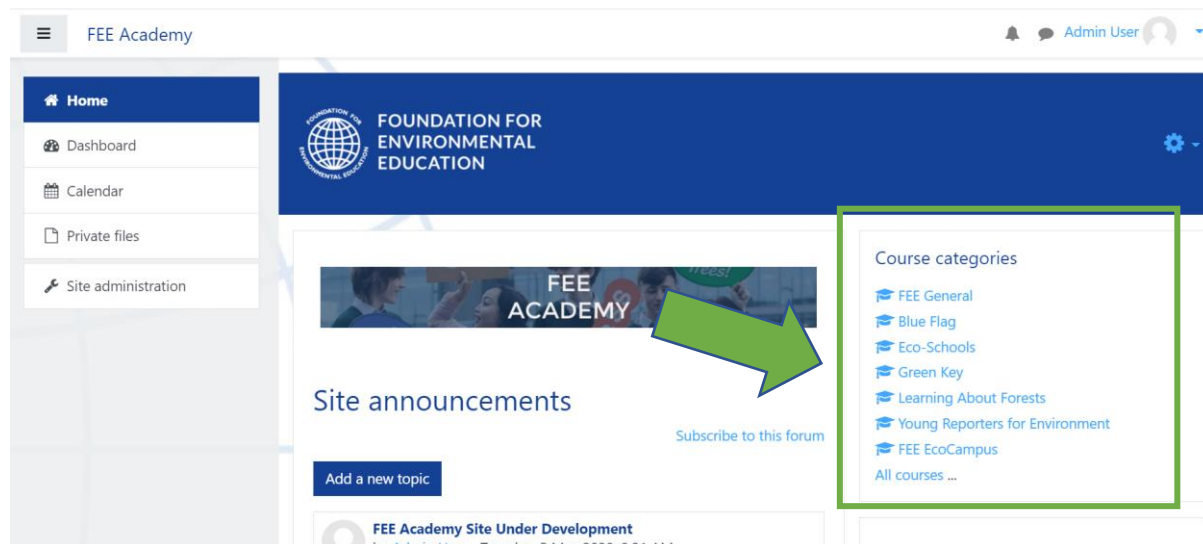 FEE Academy
Admin User
Home
Dashboard
Calendar
Private files
Site administration
FOUNDATION FOR
ENVIRONMENTAL
EDUCATION
FEE
ACADEMY
trees!
Site announcements
Subscribe to this forum
Add a new topic
FEE Academy Site Under Development
Course categories
FEE General
Blue Flag
Eco-Schools
Green Key
Learning About Forests
Young Reporters for Environment
FEE EcoCampus
All courses ...